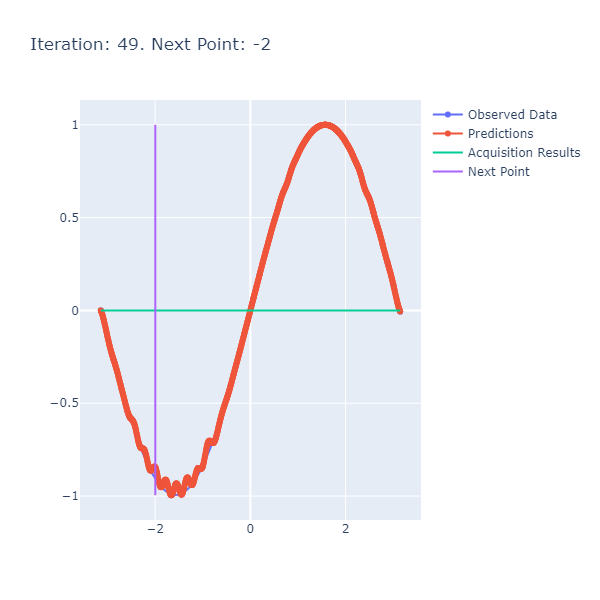 Iteration: 49. Next Point: -2
Observed Data
Predictions
Acquisition Results
Next Point
1
0.5
0
−0.5
−1
−2
0
2